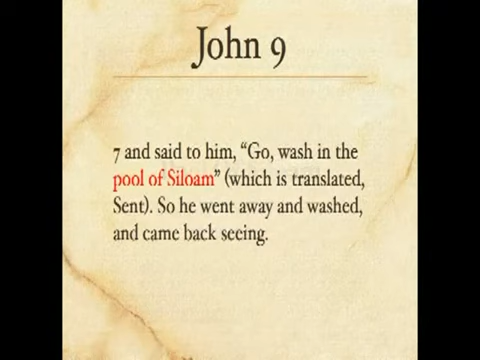 John 9
7 and said to him, “Go, wash in the
pool of Siloam” (which is translated,
Sent). So he went away and washed,
and came back seeing.